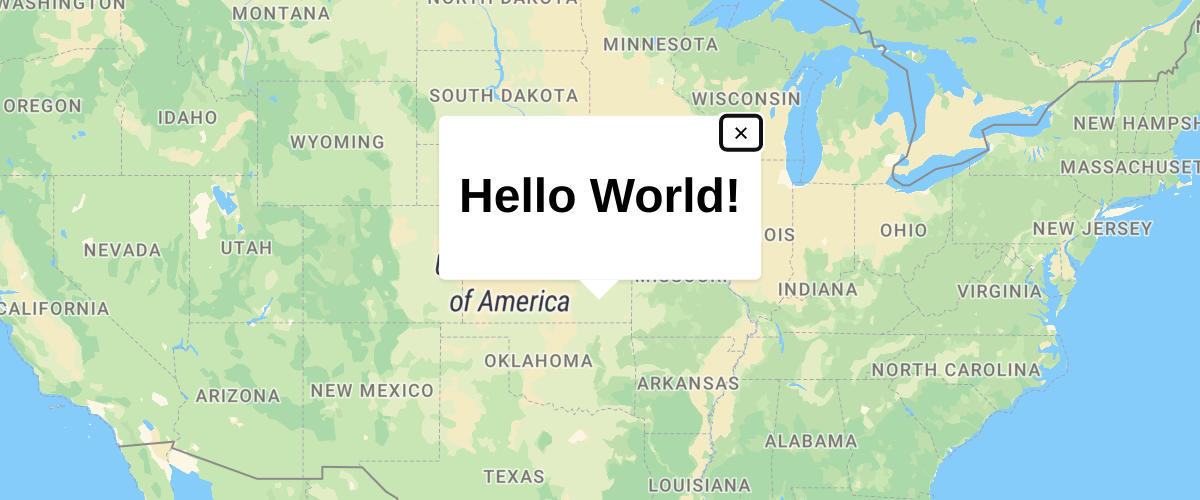 WASHINGTON
MONTANA
NORTH DAKOTA
MINNESOTA
OREGON
IDAHO
SOUTH DAKOTA
WISCONSIN
WYOMING
NEW HAMPSH
MASSACHUSET
×
Hello World!
NEVADA
UTAH
OIS
OHIO
NEW JERSEY
MISSOURI
INDIANA
VIRGINIA
CALIFORNIA
of America
OKLAHOMA
ARKANSAS
NORTH CAROLINA
ARIZONA
NEW MEXICO
ALABAMA
TEXAS
LOUISIANA